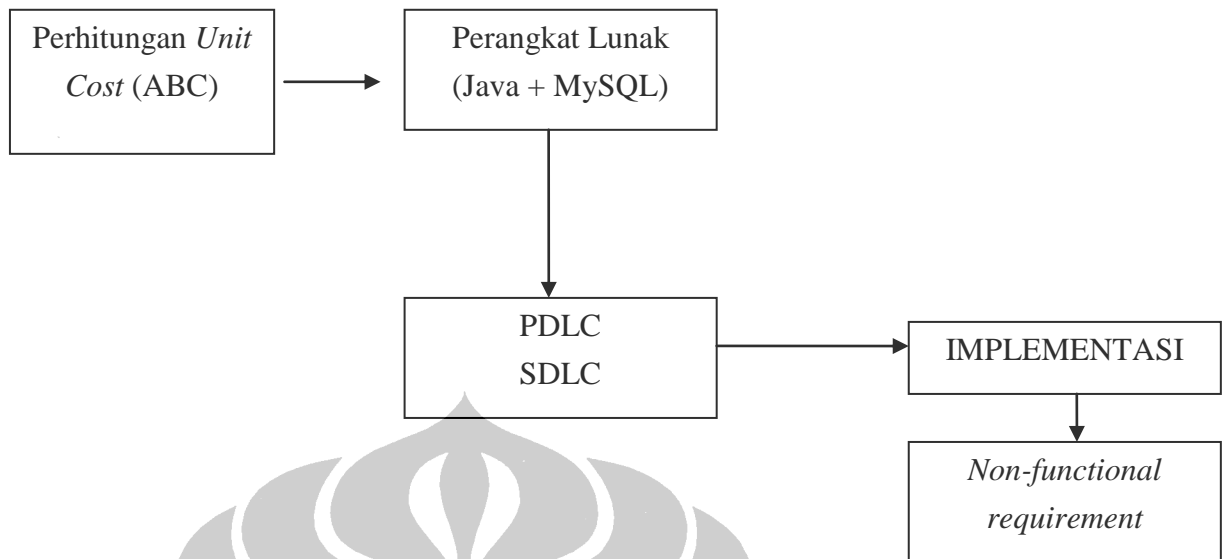 Perhitungan Unit
Cost (ABC)
Perangkat Lunak
(Java + MySQL)
PDLC
SDLC
IMPLEMENTASI
Non-functional
requirement